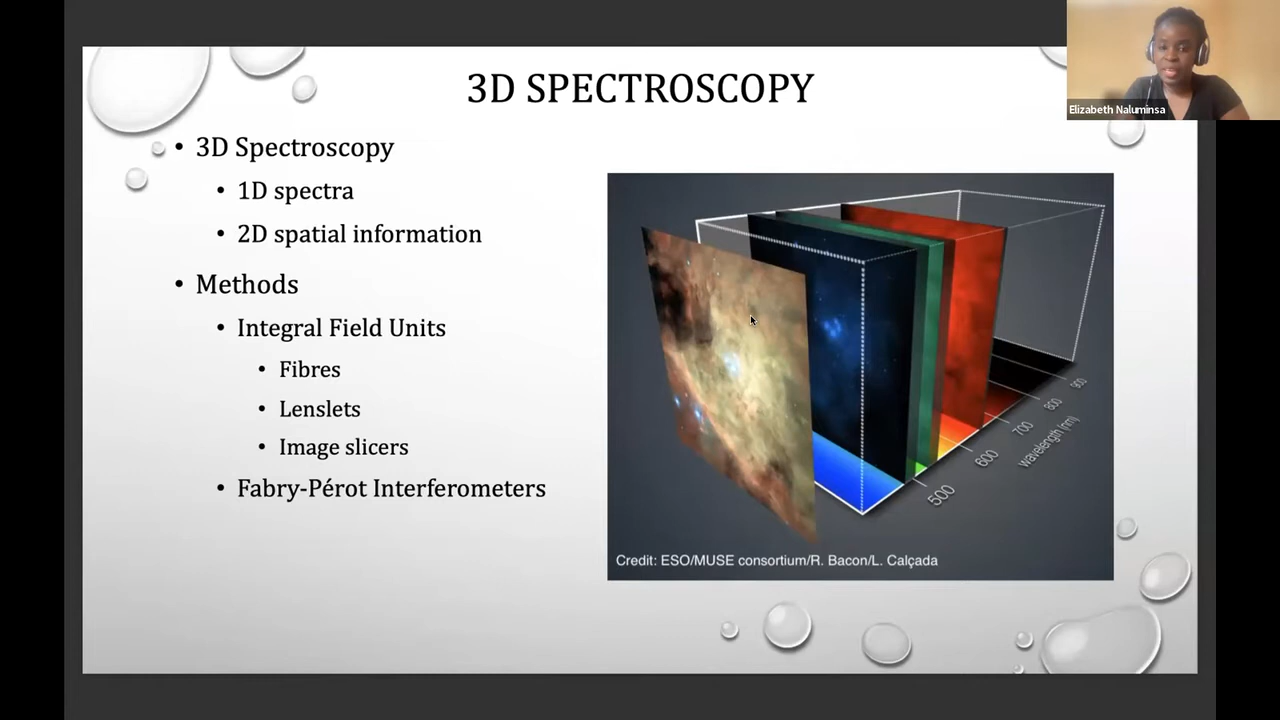 3D SPECTROSCOPY
Elizabeth Naluminsa
• 3D Spectroscopy
• 1D spectra
• 2D spatial information
• Methods
• Integral Field Units
• Fibres
• Lenslets
• Image slicers
• Fabry-Pérot Interferometers
500
600
700
800
900
wavelength (nm)
Credit: ESO/MUSE consortium/R. Bacon/L. Calçada